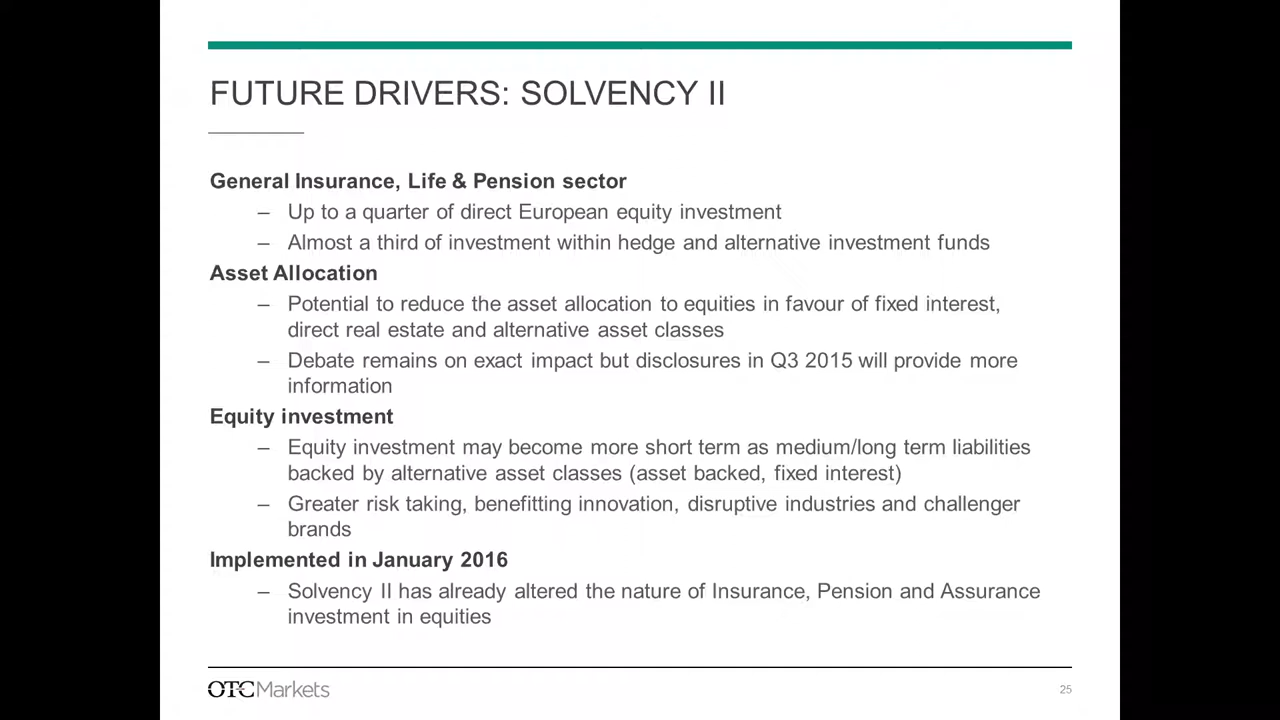 FUTURE DRIVERS: SOLVENCY II
General Insurance, Life & Pension sector
– Up to a quarter of direct European equity investment
– Almost a third of investment within hedge and alternative investment funds
Asset Allocation
– Potential to reduce the asset allocation to equities in favour of fixed interest,
direct real estate and alternative asset classes
– Debate remains on exact impact but disclosures in Q3 2015 will provide more
information
Equity investment
– Equity investment may become more short term as medium/long term liabilities
backed by alternative asset classes (asset backed, fixed interest)
– Greater risk taking, benefitting innovation, disruptive industries and challenger
brands
Implemented in January 2016
– Solvency II has already altered the nature of Insurance, Pension and Assurance
investment in equities
OTC Markets
25